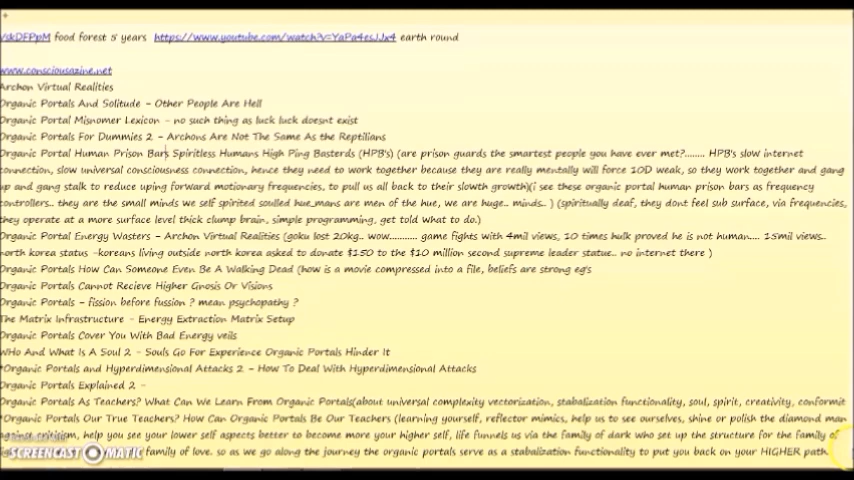 /skDFPpM food forest 5 years https://www.youtube.com/watch?v=YaPa4esJJx4 earth round
www.consciousazine.net
Archon Virtual Realities
Organic Portals And Solitude - Other People Are Hell
Organic Portal Misnomer Lexicon - no such thing as luck luck doesnt exist
Organic Portals For Dummies 2 - Archons Are Not The Same As the Reptilians
Organic Portal Human Prison Bars Spiritless Humans High Ping Basterds (HPB's) (are prison guards the smartest people you have ever met?........ HPB's slow internet
connection, slow universal consciousness connection, hence they need to work together because they are really mentally will force 10D weak, so they work together and gang
up and gang stalk to reduce uping forward motionary frequencies, to pull us all back to their slowth growth)(i see these organic portal human prison bars as frequency
controllers.. they are the small minds we self spirited soulled hue_mans are men of the hue, we are huge.. minds.. ) (spiritually deaf, they dont feel sub surface, via frequencies,
they operate at a more surface level thick clump brain, simple programming, get told what to do.)
Organic Portal Energy Wasters - Archon Virtual Realities (goku lost 20kg.. wow........... game fights with 4mil views, 10 times hulk proved he is not human.... 15mil views..
north korea status -koreans living outside north korea asked to donate $150 to the $10 million second supreme leader statue.. no internet there )
Organic Portals How Can Someone Even Be A Walking Dead (how is a movie compressed into a file, beliefs are strong eg's
Organic Portals Cannot Recieve Higher Gnosis Or Visions
Organic Portals - fission before fussion ? mean psychopathy ?
The Matrix Infrastructure - Energy Extraction Matrix Setup
Organic Portals Cover You With Bad Energy veils
WHo And What Is A Soul 2 - Souls Go For Experience Organic Portals Hinder It
*Organic Portals and Hyperdimensional Attacks 2 - How To Deal With Hyperdimensional Attacks
Organic Portals Explained 2 -
Organic Portals As Teachers? What Can We Learn From Organic Portals(about universal complexity vectorization, stabalization functionality, soul, spirit, creativity, conformit
*Organic Portals Our True Teachers? How Can Organic Portals Be Our Teachers (learning yourself, reflector mimics, help us to see ourselves, shine or polish the diamond man
criticism, help you see your lower self aspects better to become more your higher self, life funnels us via the family of dark who set up the structure for the family of
family of love. so as we go along the journey the organic portals serve as a stabalization functionality to put you back on your HIGHER path
SCREENCAST-O-MATIC